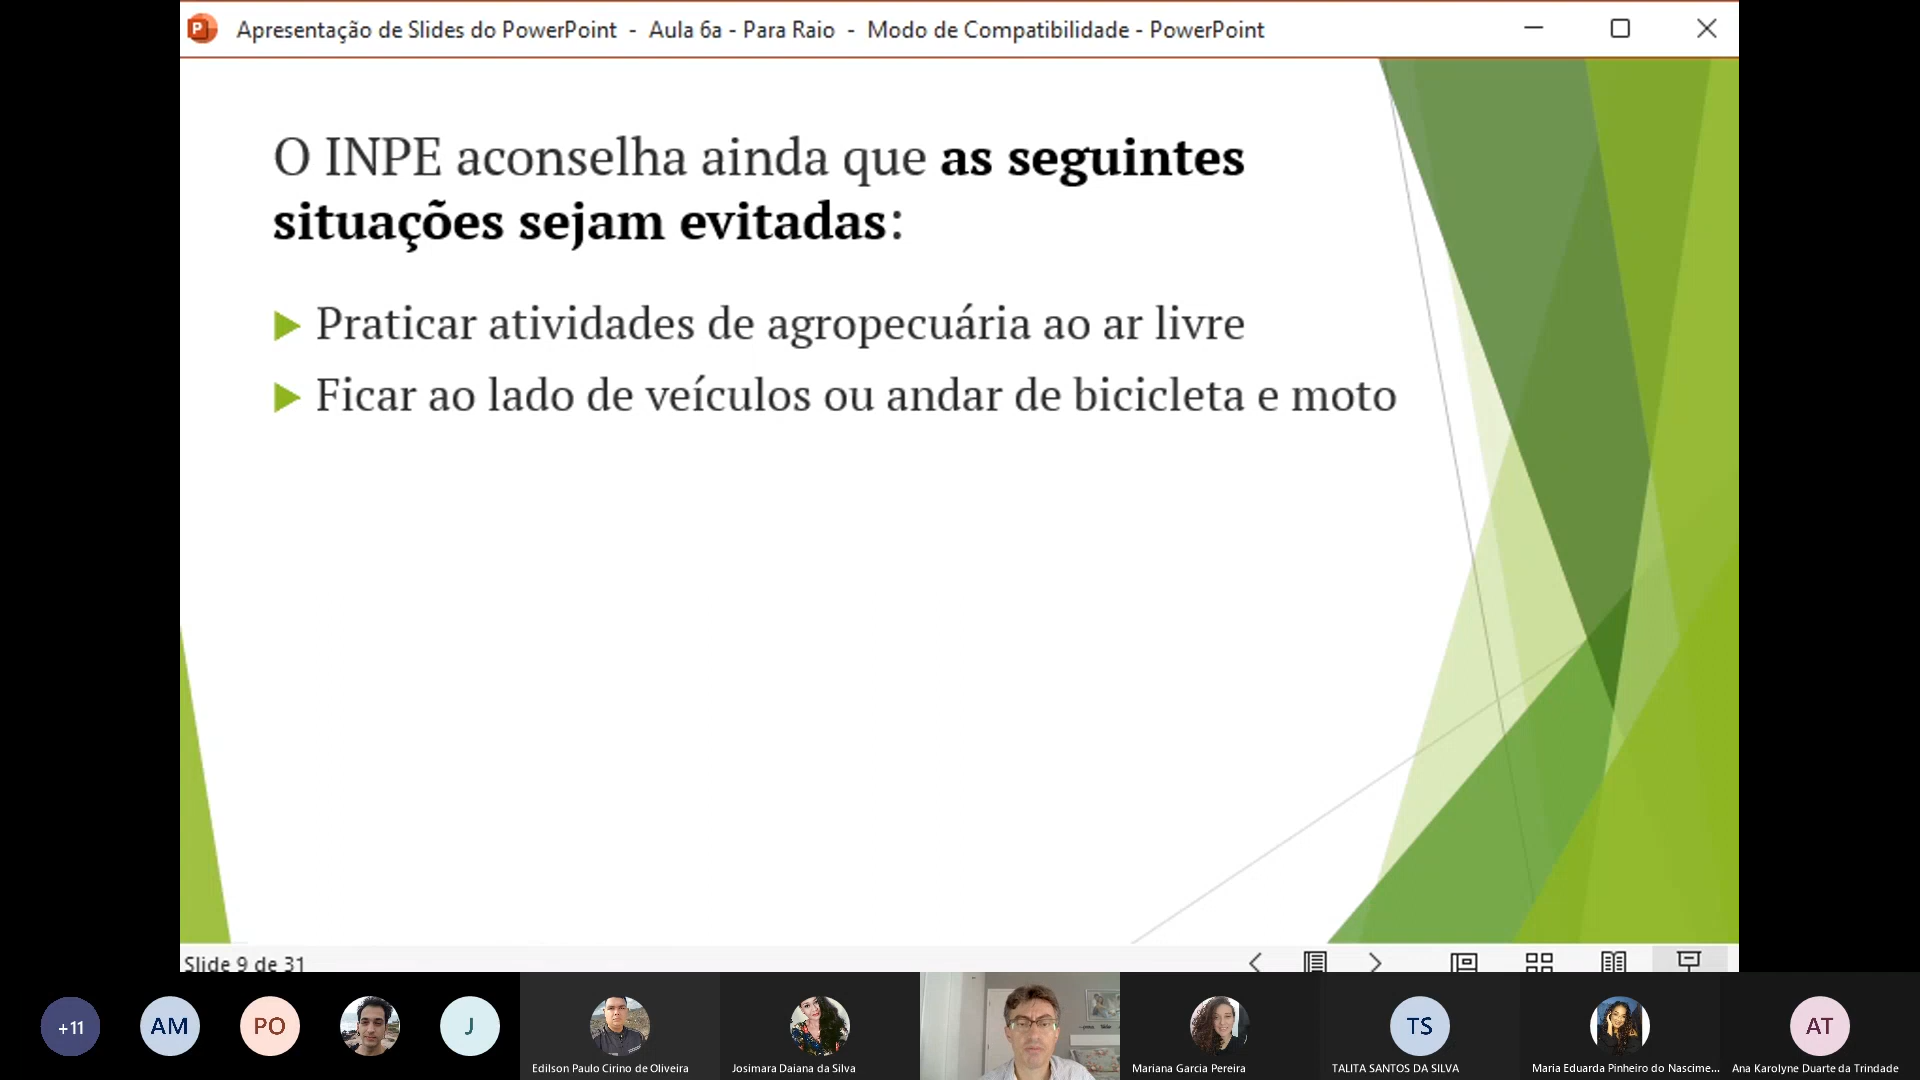 Apresentação de Slides do PowerPoint - Aula 6a - Para Raio - Modo de Compatibilidade - PowerPoint
O INPE aconselha ainda que as seguintes
situações sejam evitadas:
Praticar atividades de agropecuária ao ar livre
Ficar ao lado de veículos ou andar de bicicleta e moto
Slide 9 de 31
+11
AM
PO
J
TS
AT
Edilson Paulo Cirino de Oliveira
Josimara Daiana da Silva
Mariana Garcia Pereira
TALITA SANTOS DA SILVA
Maria Eduarda Pinheiro do Nascime...
Ana Karolyne Duarte da Trindade